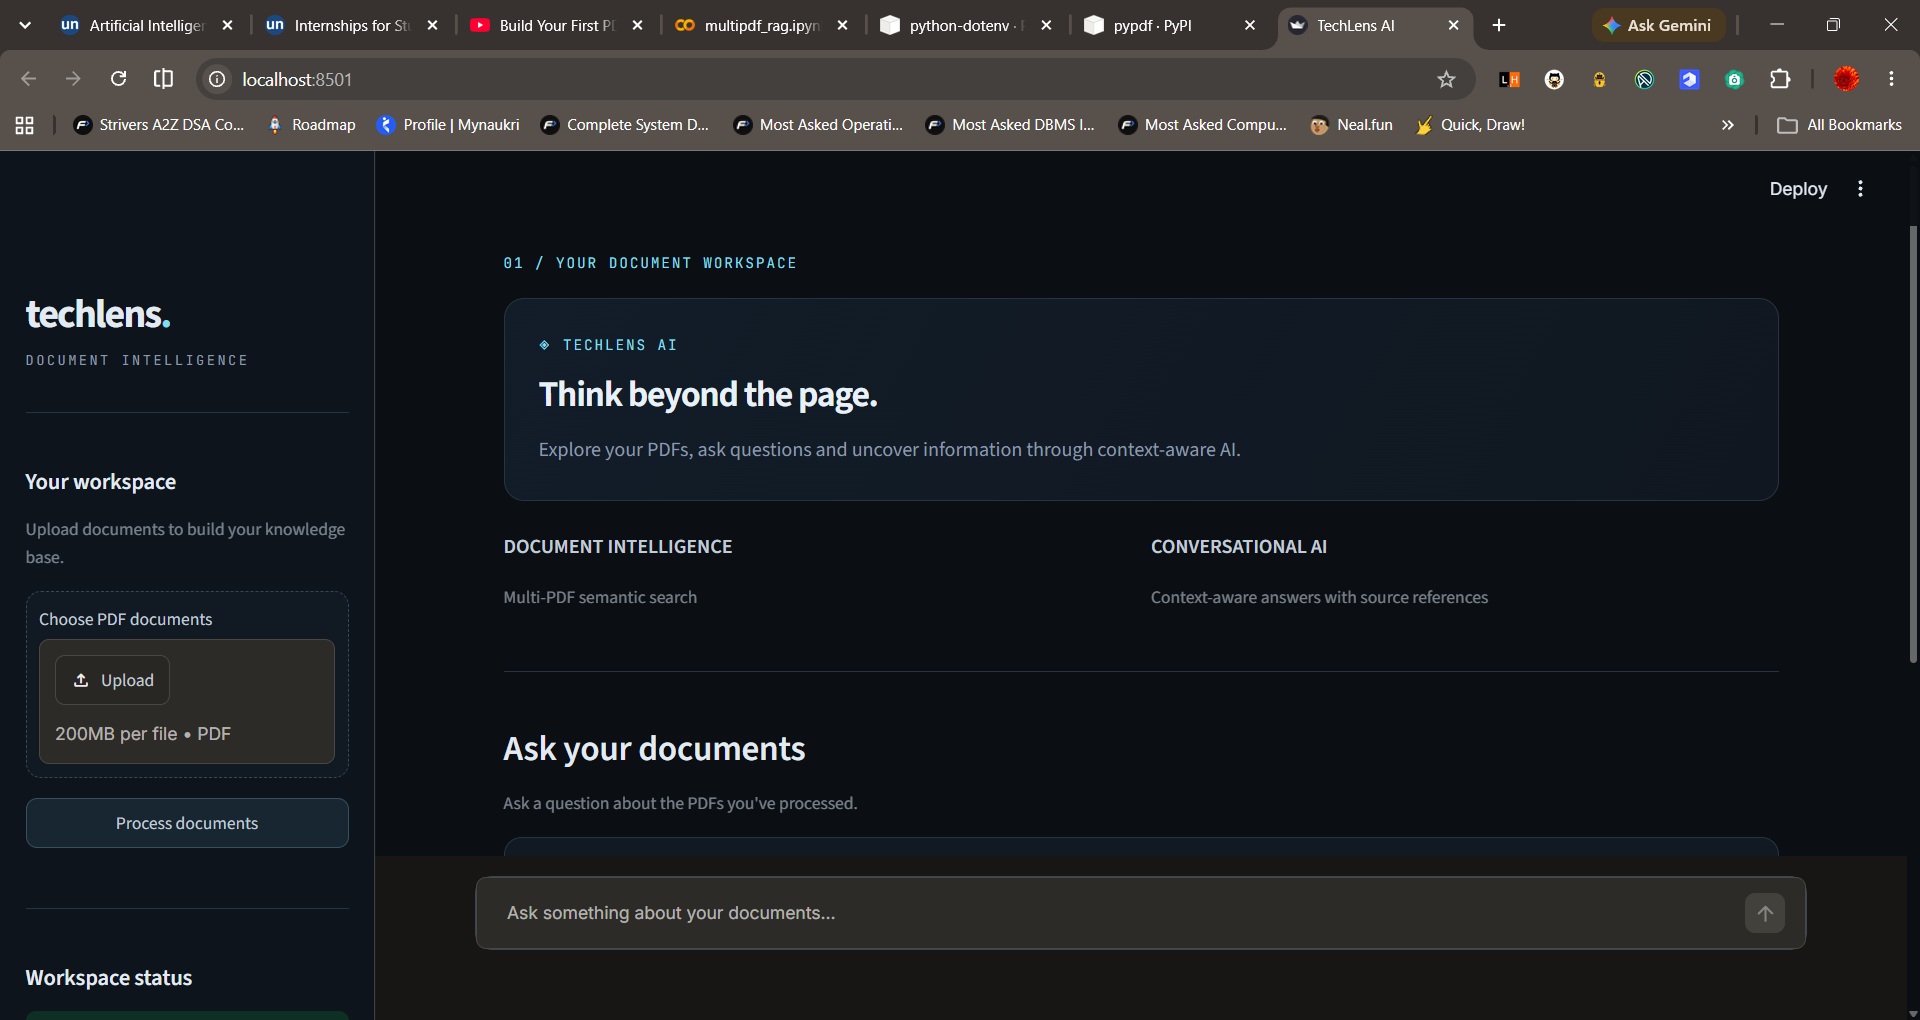 un Artificial Intelliger
un Internships for Stu
Build Your First PD
multipdf_rag.ipyn
python-dotenv ·
pypdf · PyPI
TechLens AI
Ask Gemini
localhost:8501
LH
Strivers A2Z DSA Co...
Roadmap
Profile | Mynaukri
Complete System D...
Most Asked Operati...
Most Asked DBMS I...
Most Asked Compu...
Neal.fun
Quick, Draw!
All Bookmarks
Deploy
techlens.
DOCUMENT INTELLIGENCE
Your workspace
Upload documents to build your knowledge
base.
Choose PDF documents
Upload
200MB per file • PDF
Process documents
Workspace status
01 / YOUR DOCUMENT WORKSPACE
◈ TECHLENS AI
Think beyond the page.
Explore your PDFs, ask questions and uncover information through context-aware AI.
DOCUMENT INTELLIGENCE
Multi-PDF semantic search
CONVERSATIONAL AI
Context-aware answers with source references
Ask your documents
Ask a question about the PDFs you've processed.
Ask something about your documents...